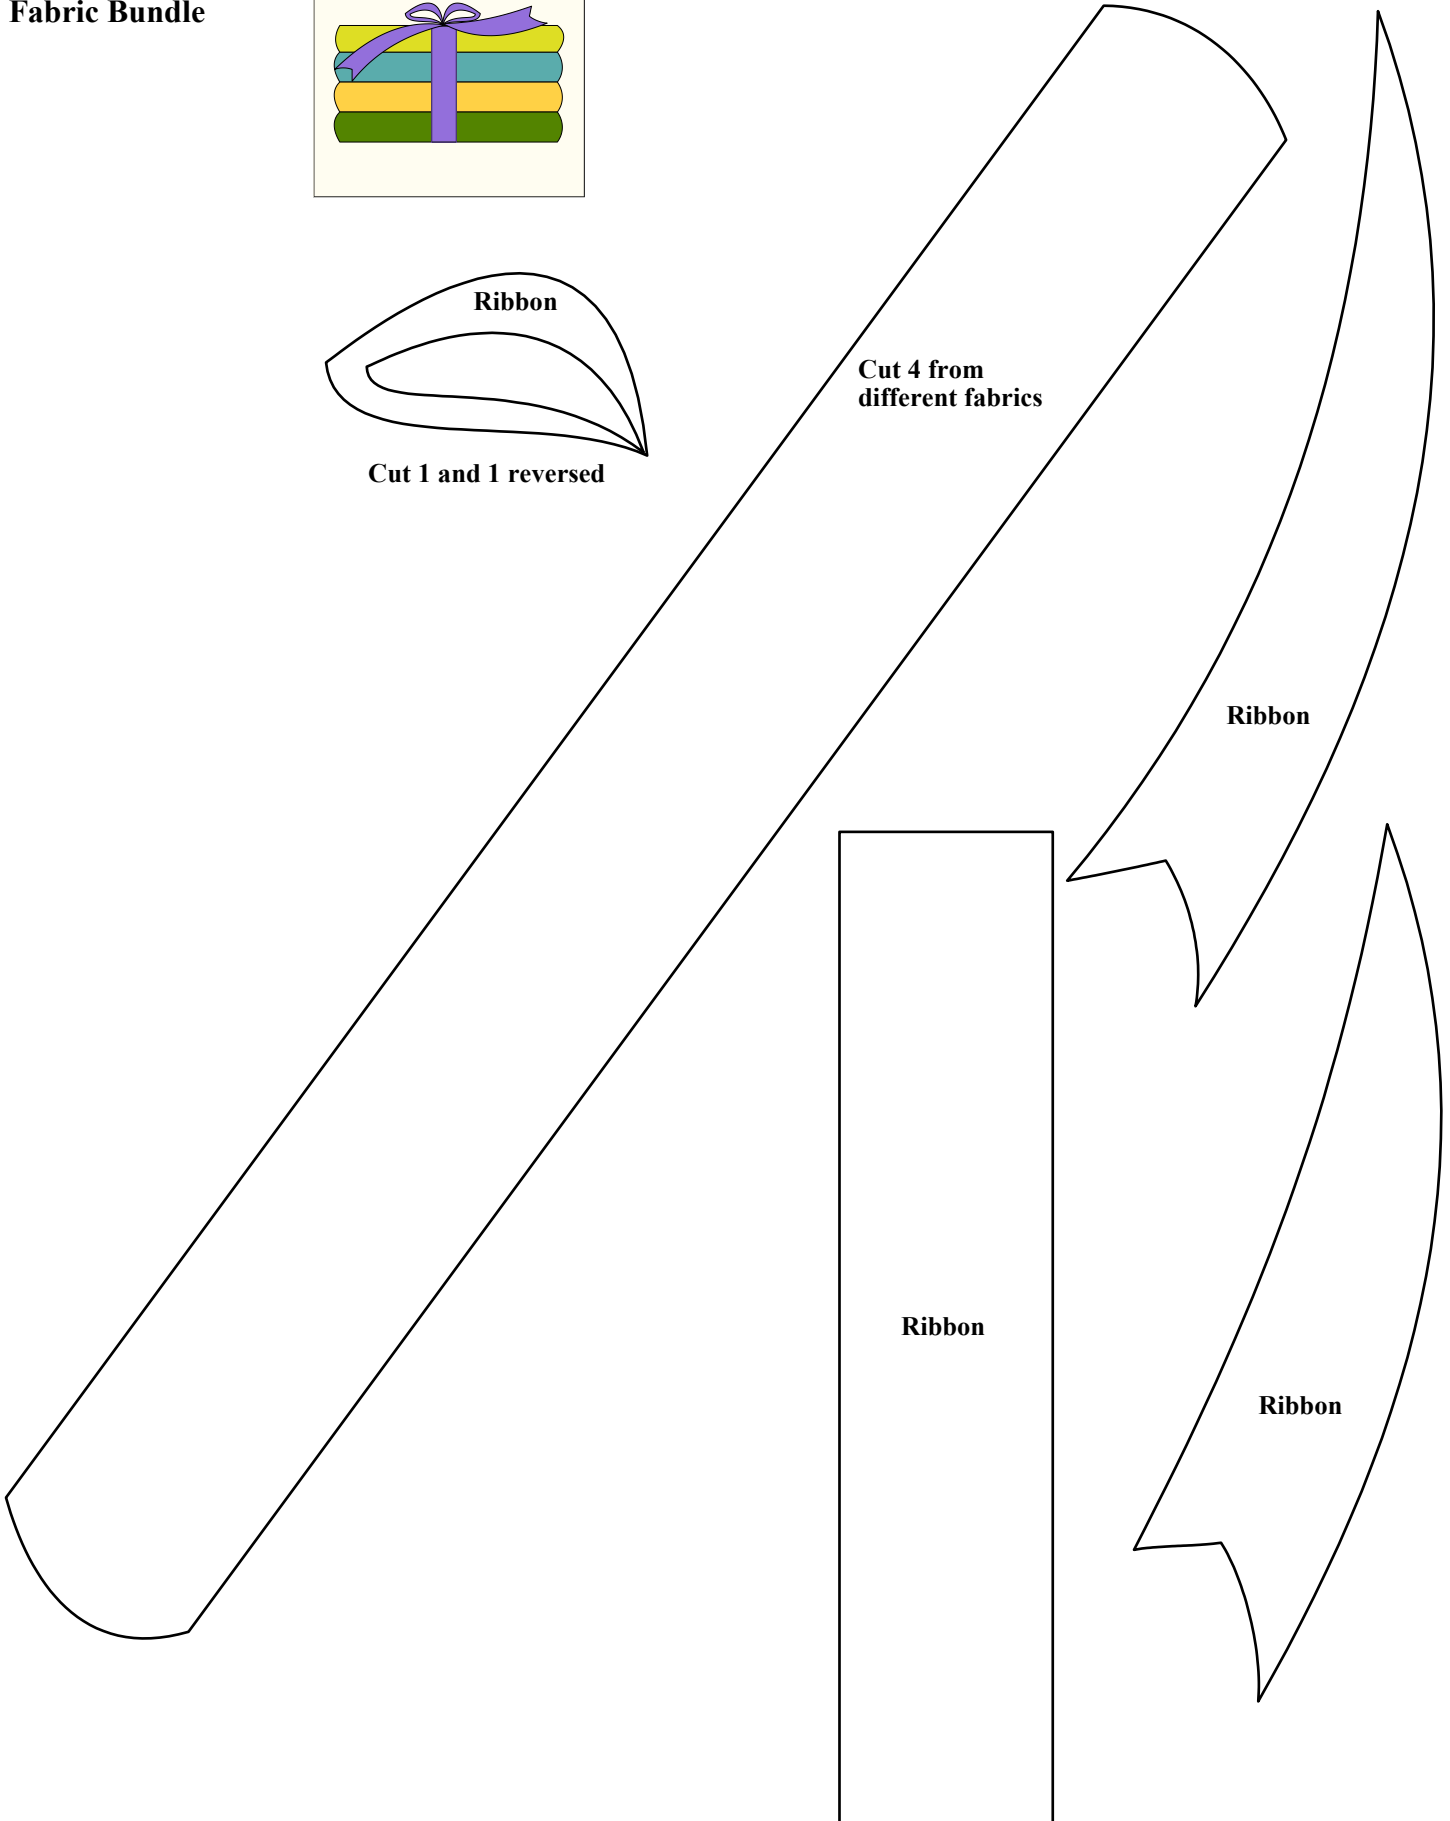 Fabric Bundle
Ribbon
Cut 1 and 1 reversed
Cut 4 from
different fabrics
Ribbon
Ribbon
Ribbon